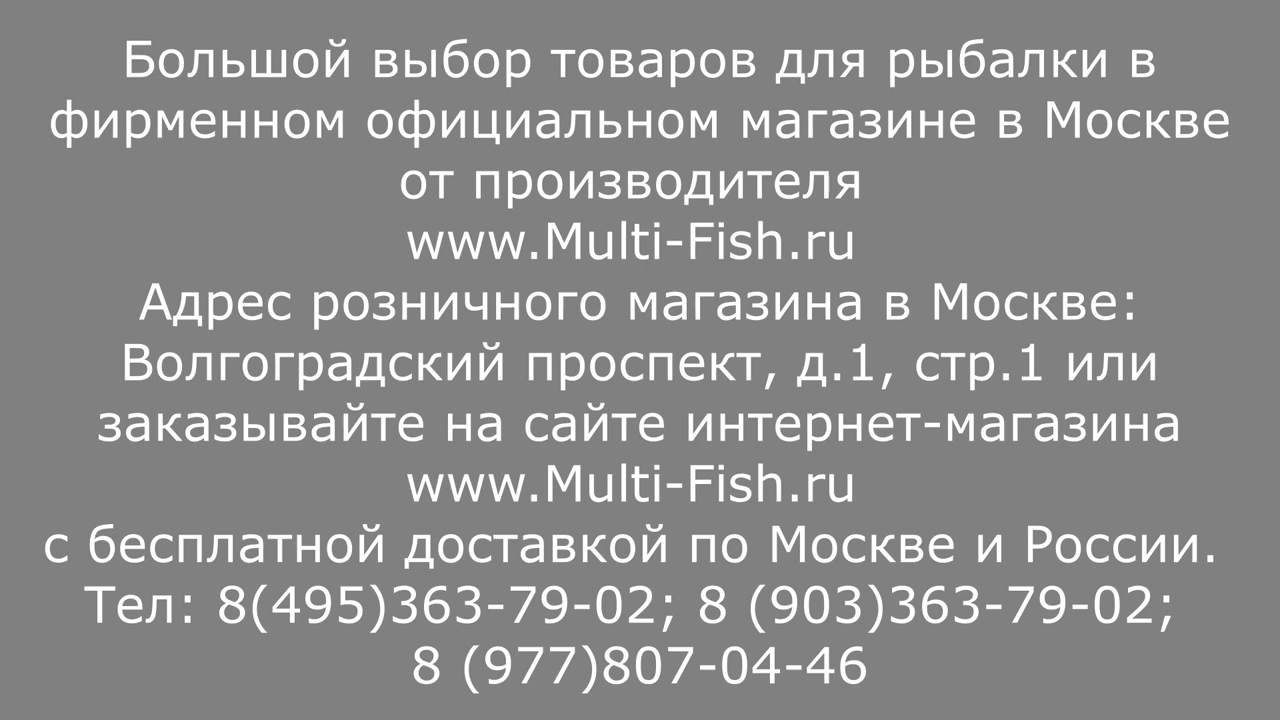 Большой выбор товаров для рыбалки в
фирменном официальном магазине в Москве
от производителя
www.Multi-Fish.ru
Адрес розничного магазина в Москве:
Волгоградский проспект, д.1, стр.1 или
заказывайте на сайте интернет-магазина
www.Multi-Fish.ru
с бесплатной доставкой по Москве и России.
Тел: 8(495)363-79-02; 8 (903)363-79-02;
8 (977)807-04-46